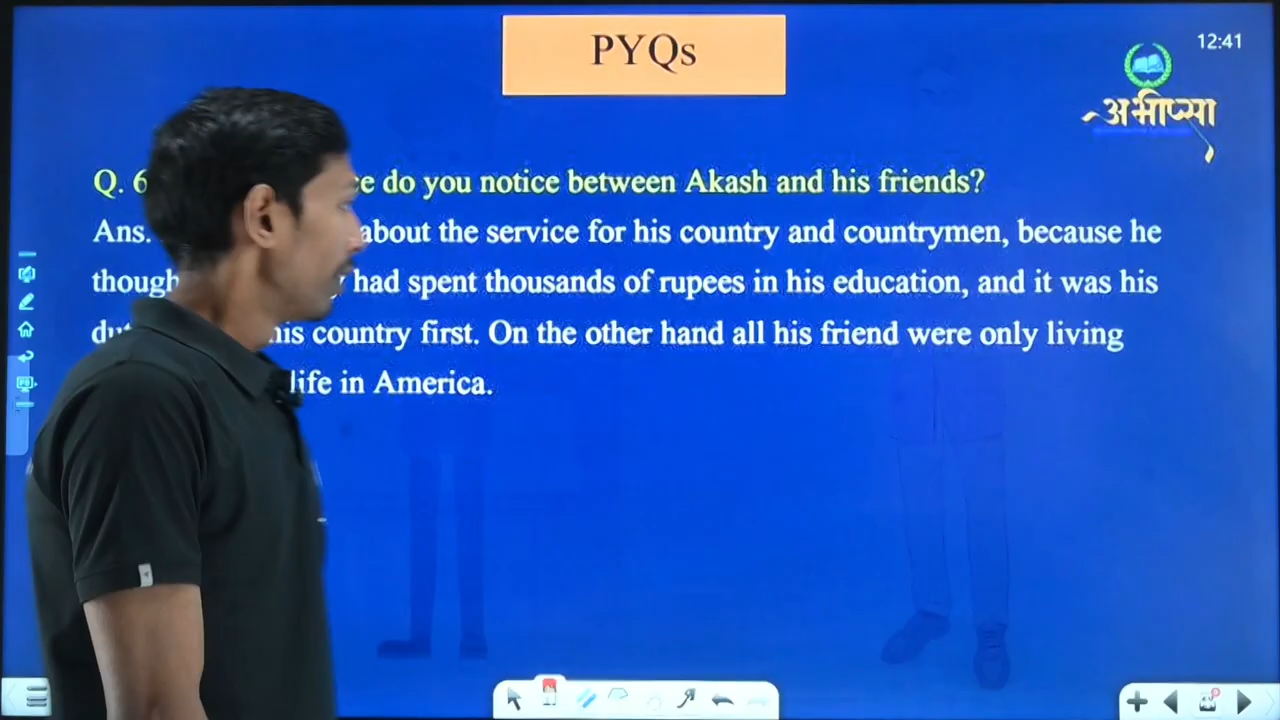 PYQs
12:41
अभीप्सा
Q. 6 do you notice between Akash and his friends?
Ans. about the service for his country and countrymen, because he
had spent thousands of rupees in his education, and it was his
his country first. On the other hand all his friend were only living
life in America.